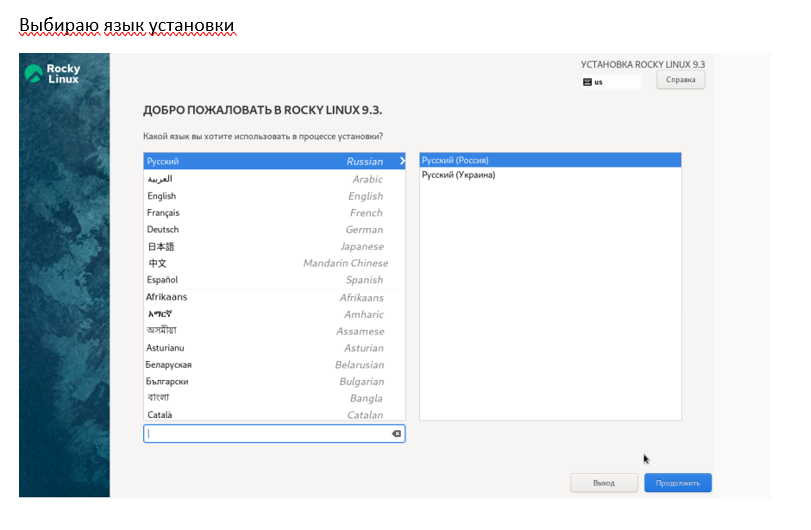 Выбираю язык установки
Rocky
Linux
УСТАНОВКА ROCKY LINUX 9.3
us
Справка
ДОБРО ПОЖАЛОВАТЬ В ROCKY LINUX 9.3.
Какой язык вы хотите использовать в процессе установки?
Русский Russian
العربية Arabic
English English
Français French
Deutsch German
日本語 Japanese
中文 Mandarin Chinese
Español Spanish
Afrikaans Afrikaans
አማርኛ Amharic
অসমীয়া Assamese
Asturianu Asturian
Беларуская Belarusian
Български Bulgarian
বাংলা Bangla
Català Catalan
Русский (Россия)
Русский (Украина)
Выход
Продолжить